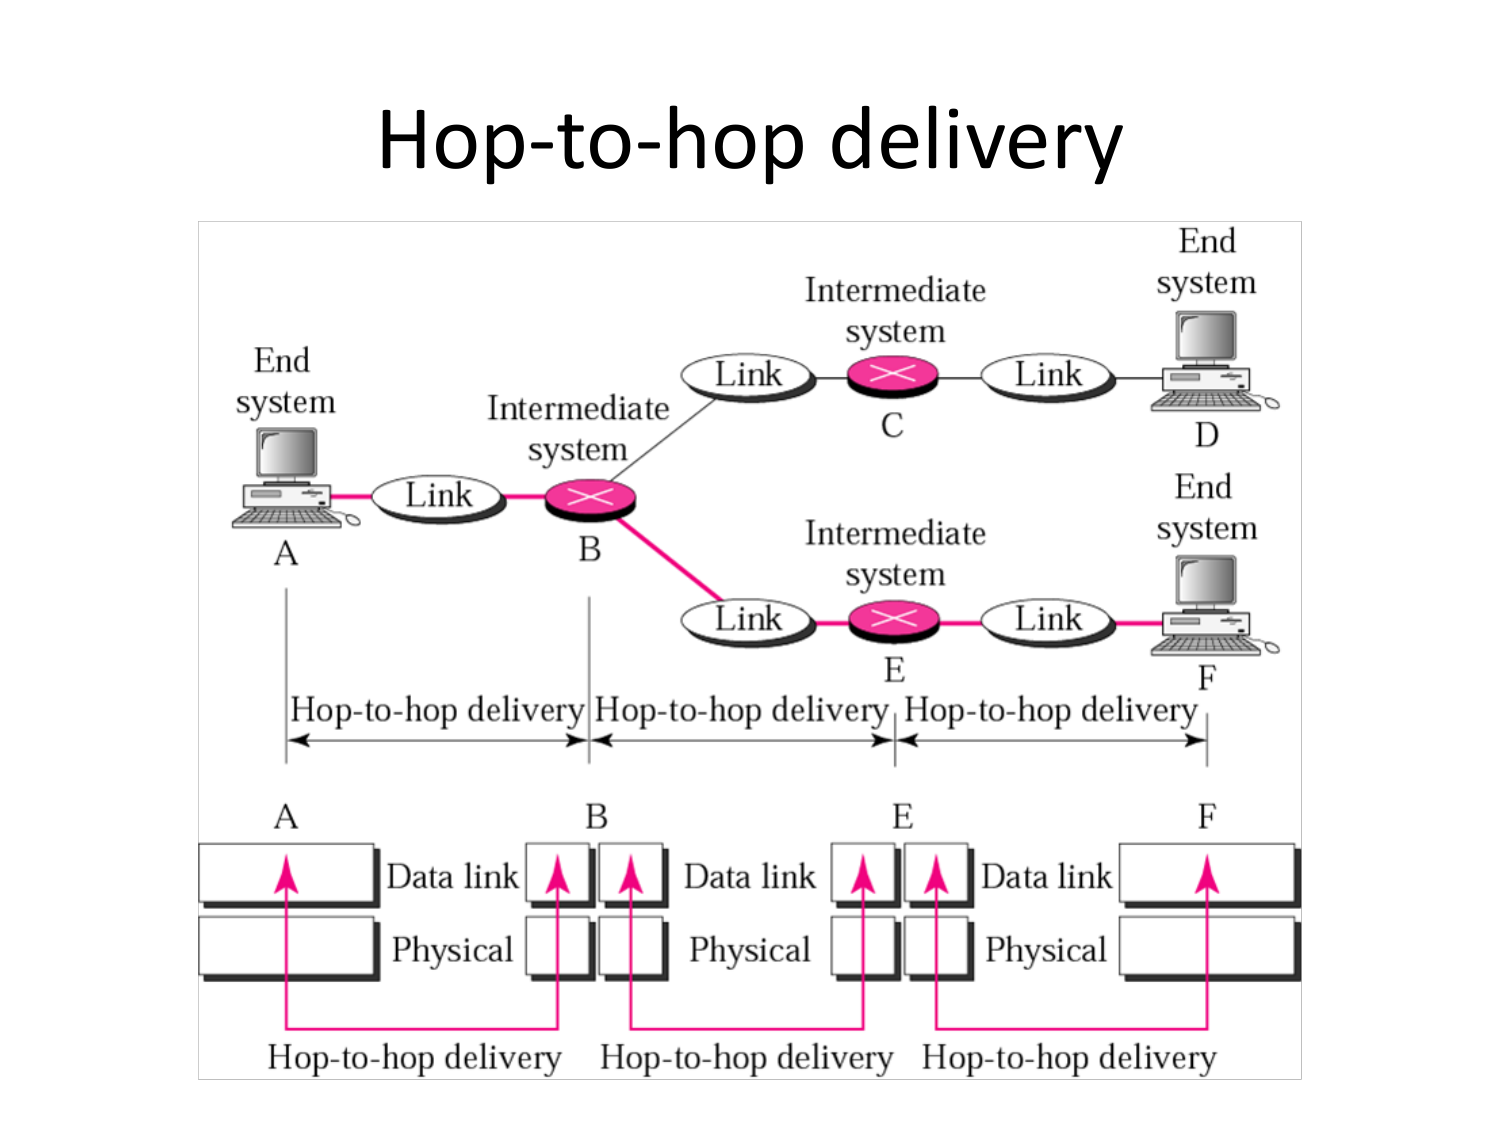 Hop-to-hop delivery
End
system
Intermediate
system
Link
C
Link
D
End
system
A
Link
Intermediate
system
B
End
system
Intermediate
system
Link
E
Link
F
Hop-to-hop delivery
Hop-to-hop delivery
Hop-to-hop delivery
A
B
E
F
Data link
Data link
Data link
Physical
Physical
Physical
Hop-to-hop delivery
Hop-to-hop delivery
Hop-to-hop delivery